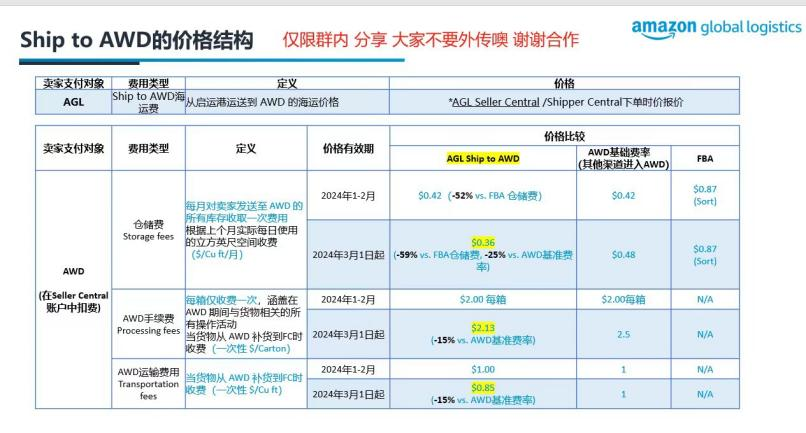 Ship to AWD的价格结构
仅限群内 分享 大家不要外传噢 谢谢合作
amazon global logistics
卖家支付对象 费用类型 定义 价格
AGL Ship to AWD海运费 从启运港运送到 AWD 的海运价格 *AGL Seller Central /Shipper Central下单时价报价
卖家支付对象 费用类型 定义 价格有效期 价格比较
AGL Ship to AWD AWD基础费率 (其他渠道进入AWD) FBA
AWD
(在Seller Central
账户中扣费)
仓储费
Storage fees
每月对卖家发送至 AWD 的
所有库存收取一次费用
根据上个月实际每日使用
的立方英尺空间收费
($/Cu ft/月)
2024年1-2月 $0.42 (-52% vs. FBA 仓储费) $0.42 $0.87
(Sort)
2024年3月1日起 $0.36
(-59% vs. FBA仓储费, -25% vs. AWD基准费
率)
$0.48 $0.87
(Sort)
AWD手续费
Processing fees
每箱仅收费一次，涵盖在
AWD 期间与货物相关的所
有操作活动
当货物从 AWD 补货到FC时
收费 (一次性 $/Carton)
2024年1-2月 $2.00 每箱 $2.00每箱 N/A
2024年3月1日起 $2.13
(-15% vs. AWD基准费率)
2.5 N/A
AWD运输费用
Transportation
fees
当货物从 AWD 补货到FC时
收费 (一次性 $/Cu ft)
2024年1-2月 $1.00 1 N/A
2024年3月1日起 $0.85
(-15% vs. AWD基准费率)
1 N/A